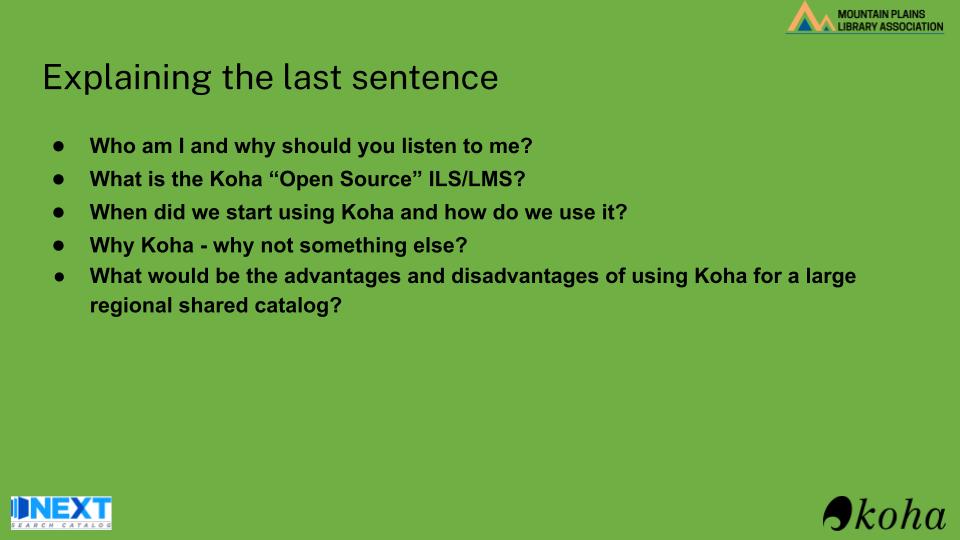 MOUNTAIN PLAINS
LIBRARY ASSOCIATION
Explaining the last sentence
● Who am I and why should you listen to me?
● What is the Koha “Open Source” ILS/LMS?
● When did we start using Koha and how do we use it?
● Why Koha - why not something else?
● What would be the advantages and disadvantages of using Koha for a large
regional shared catalog?
NEXT
SEARCH CATALOG
koha